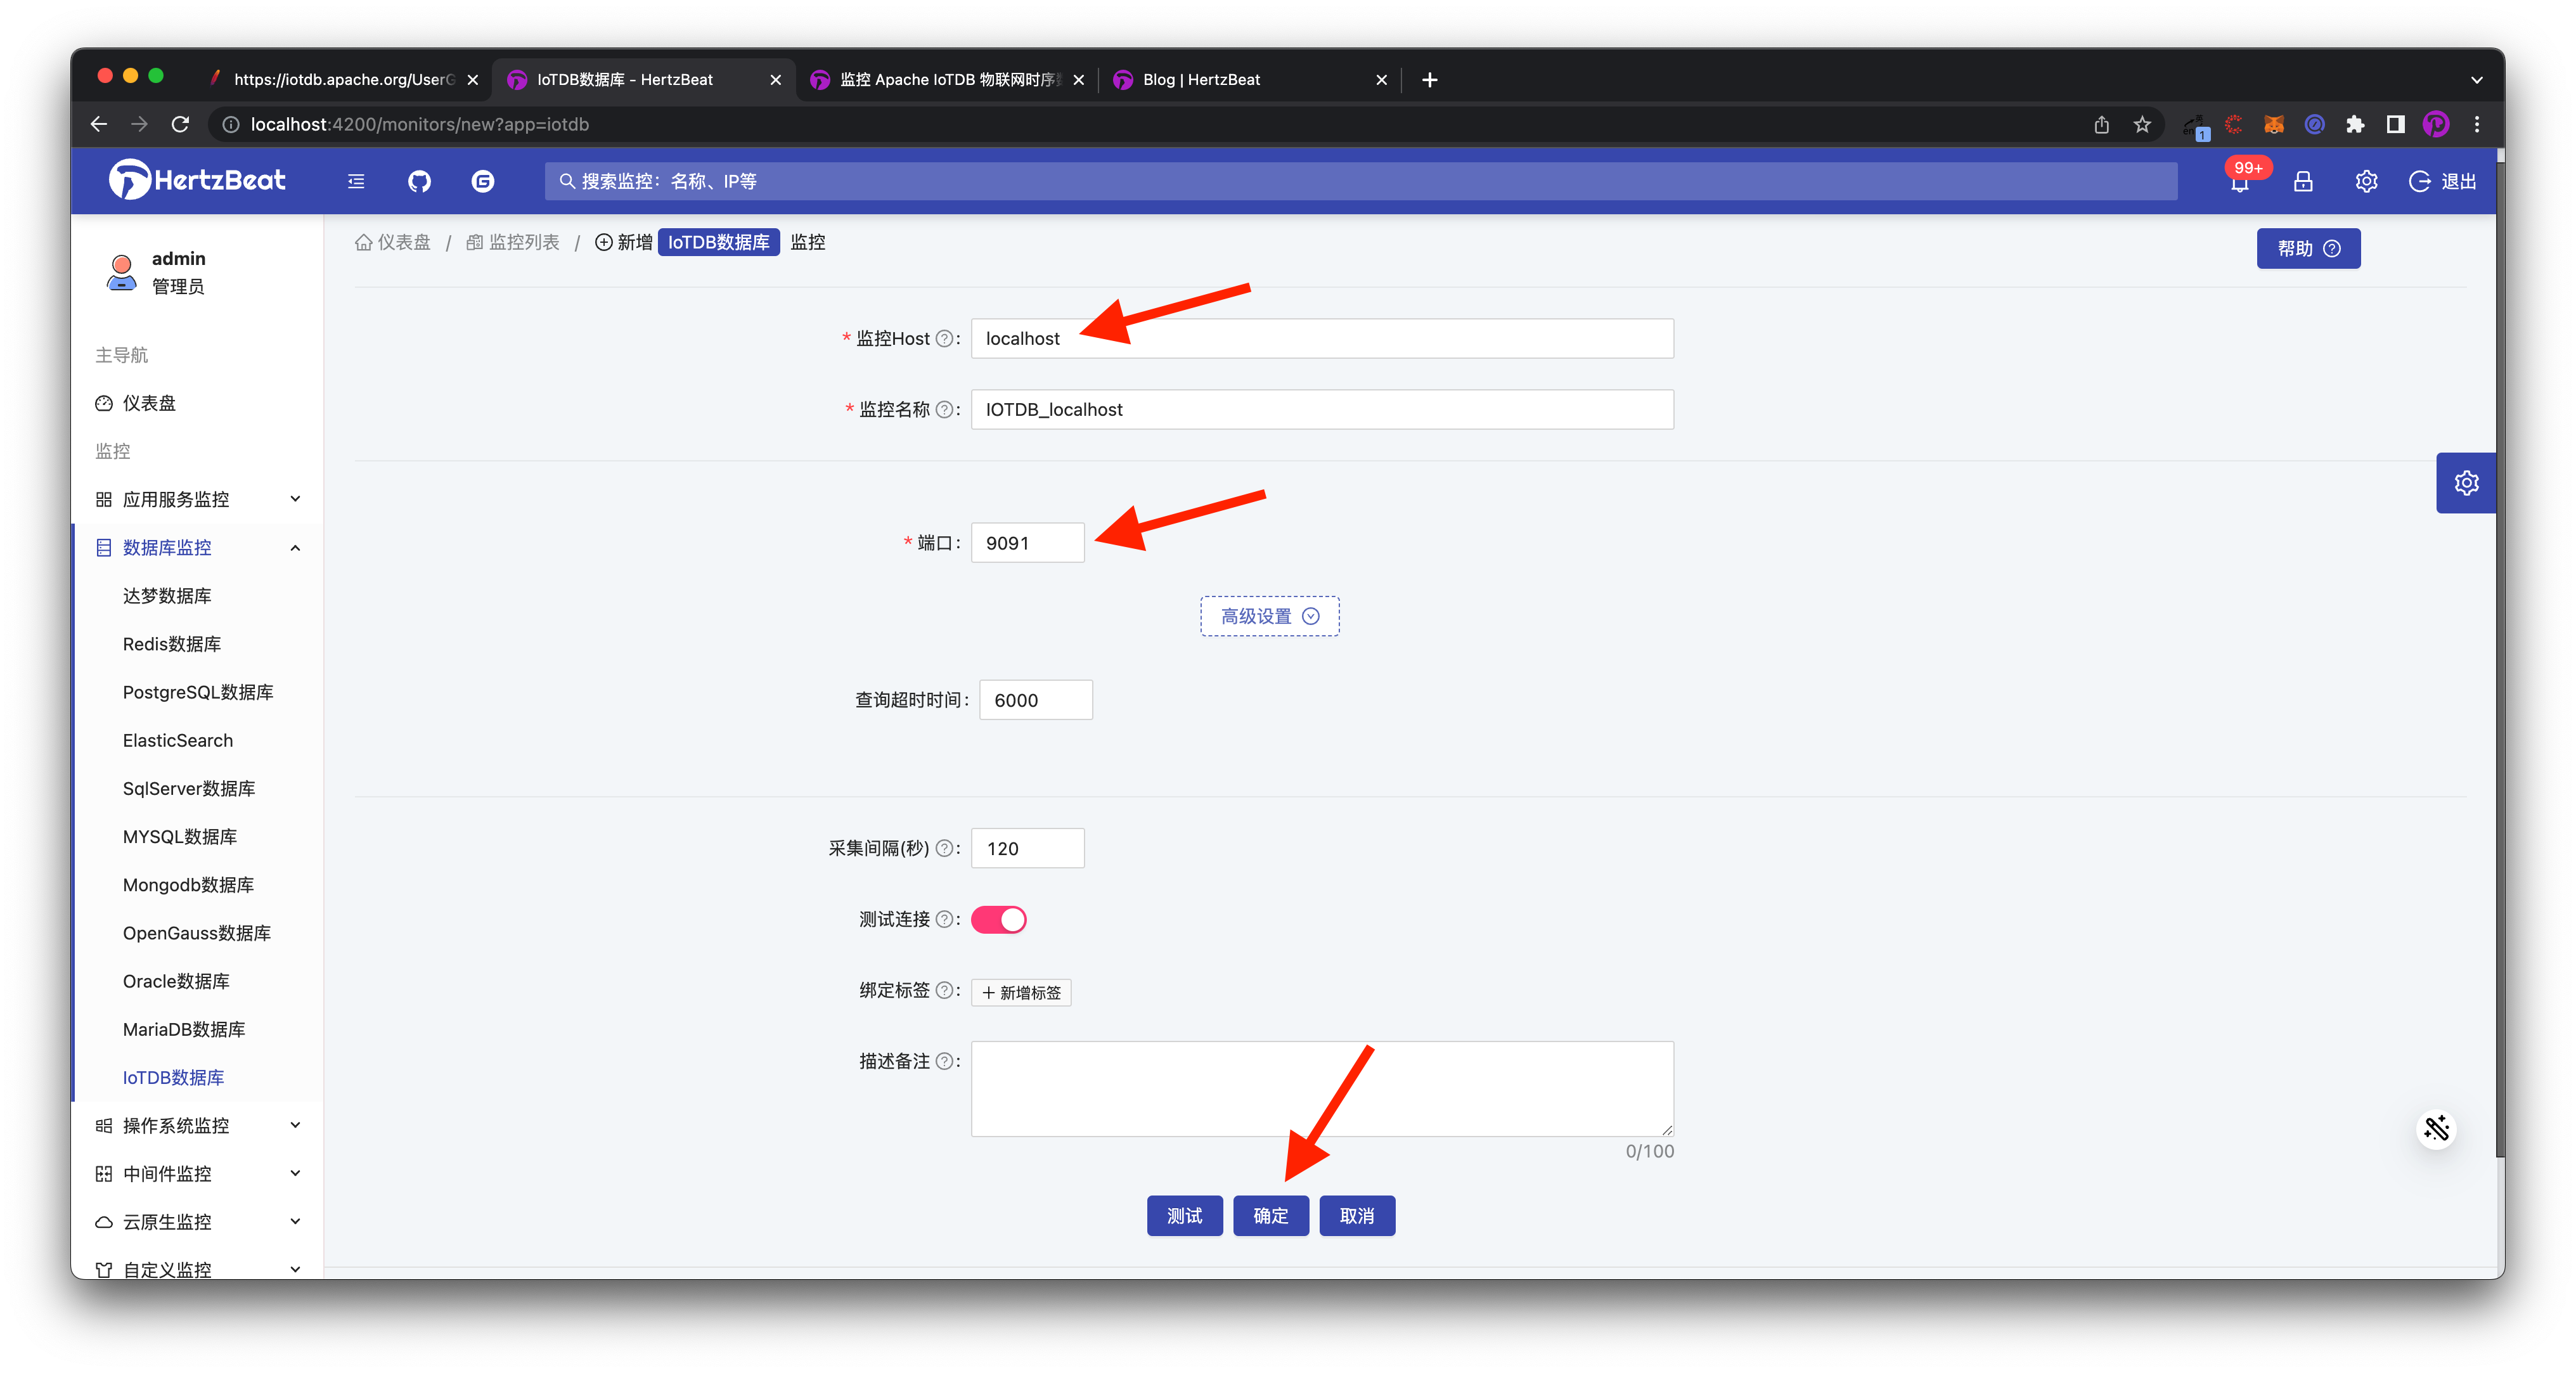 https://iotdb.apache.org/UserG
IoTDB数据库 - HertzBeat
监控 Apache IoTDB 物联网时序
Blog | HertzBeat
localhost:4200/monitors/new?app=iotdb
1
HertzBeat
搜索监控：名称、IP等
99+
退出
admin
管理员
主导航
仪表盘
监控
应用服务监控
数据库监控
达梦数据库
Redis数据库
PostgreSQL数据库
ElasticSearch
SqlServer数据库
MYSQL数据库
Mongodb数据库
OpenGauss数据库
Oracle数据库
MariaDB数据库
IoTDB数据库
操作系统监控
中间件监控
云原生监控
自定义监控
仪表盘 / 监控列表 / 新增 IoTDB数据库 监控
帮助
* 监控Host : localhost
* 监控名称 : IOTDB_localhost
* 端口 : 9091
高级设置
查询超时时间 : 6000
采集间隔(秒) : 120
测试连接 :
绑定标签 : + 新增标签
描述备注 :
0/100
测试 确定 取消